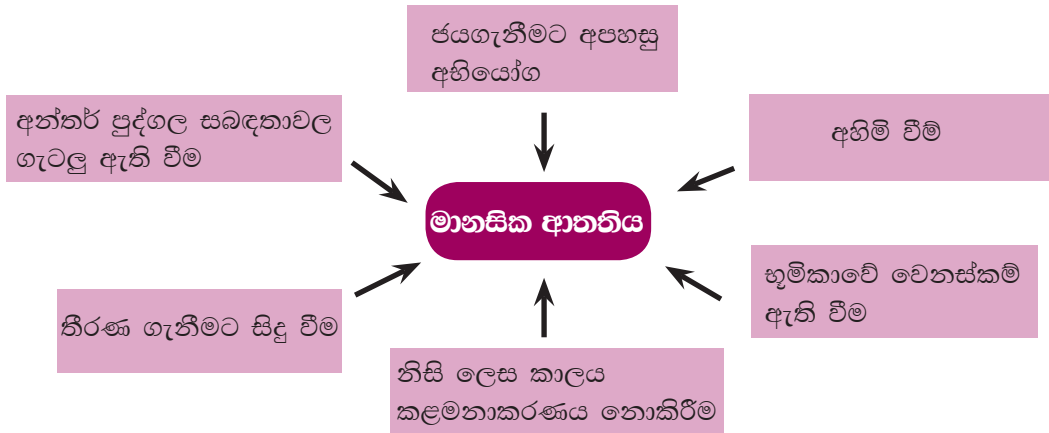 ජයගැනීමට අපහසු
අභියෝග
අන්තර් පුද්ගල සබඳතාවල
ගැටලු ඇති වීම
අහිමි වීම්
මානසික ආතතිය
භූමිකාවේ වෙනස්කම්
ඇති වීම
තීරණ ගැනීමට සිදු වීම
නිසි ලෙස කාලය
කළමනාකරණය නොකිරීම